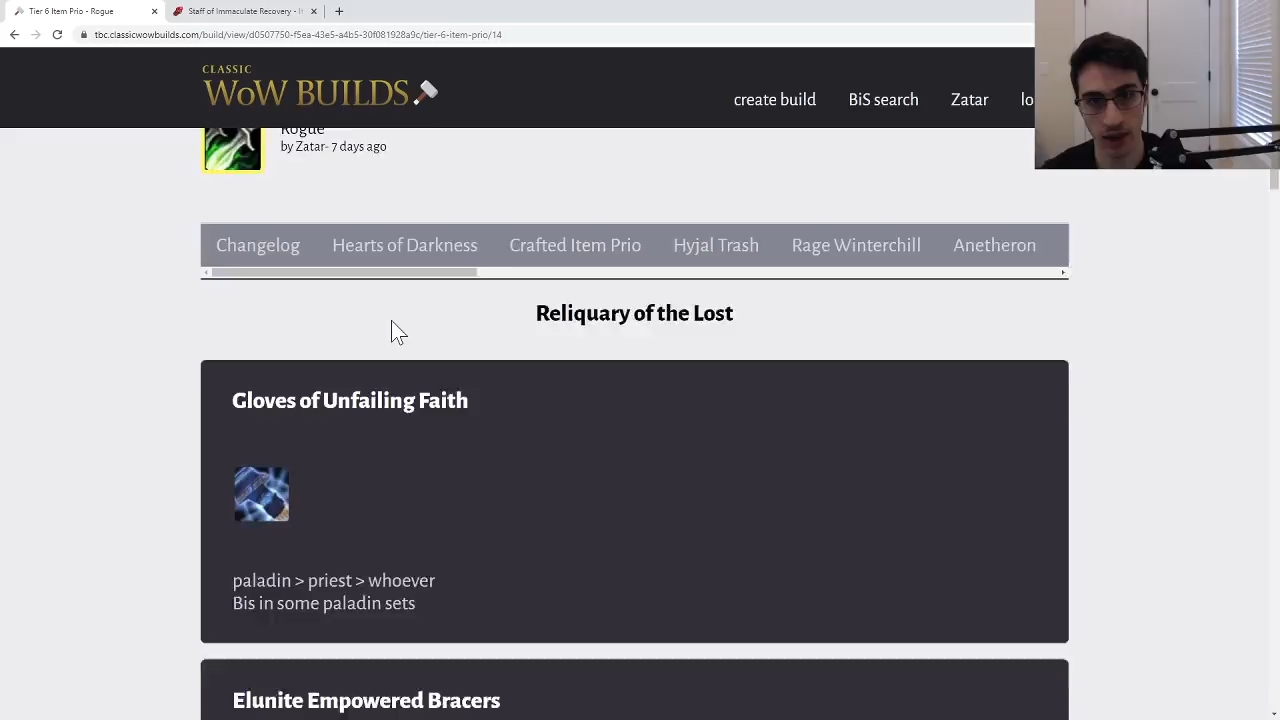 Tier 6 Item Prio - Rogue
Staff of Immaculate Recovery - It
tbc.classicwowbuilds.com/build/view/d0507750-f5ea-43e5-a4b5-30f081928a9c/tier-6-item-prio/14
CLASSIC
WoW BUILDS
create build
BiS search
Zatar
lo
Rogue
by Zatar- 7 days ago
Changelog
Hearts of Darkness
Crafted Item Prio
Hyjal Trash
Rage Winterchill
Anetheron
Reliquary of the Lost
Gloves of Unfailing Faith
paladin > priest > whoever
Bis in some paladin sets
Elunite Empowered Bracers